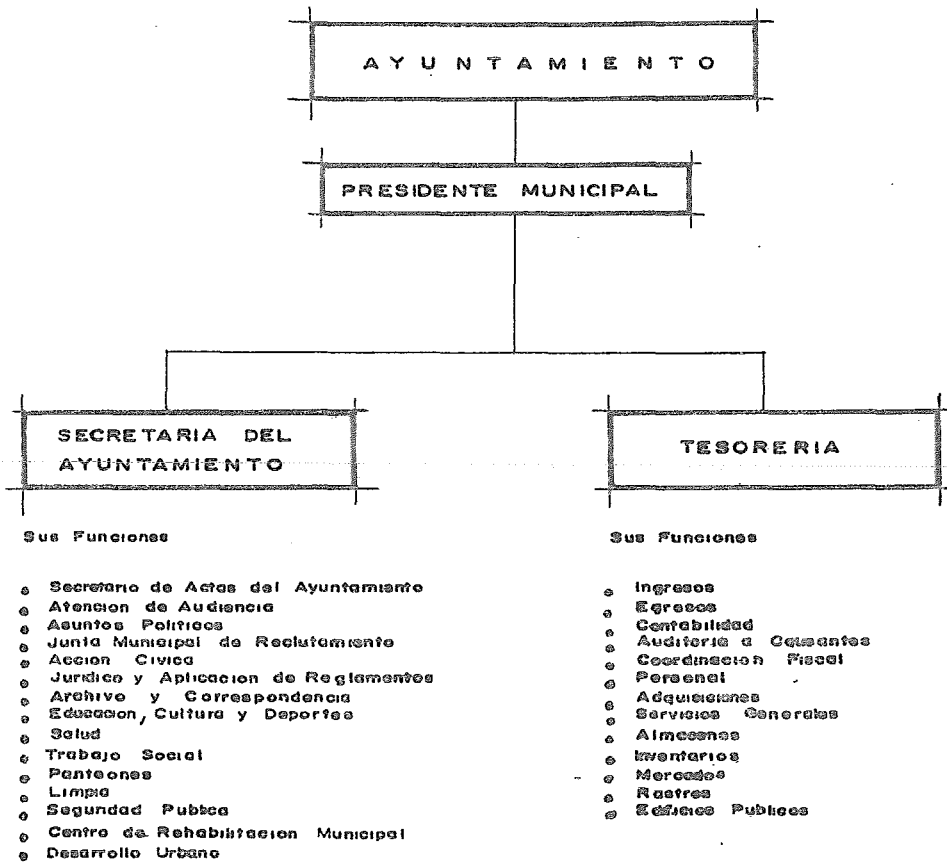 AYUNTAMIENTO
PRESIDENTE MUNICIPAL
SECRETARIA DEL
AYUNTAMIENTO
Sus Funciones
Secretario de Actas del Ayuntamiento
Atencion de Audiencia
Asuntos Politicos
Junta Municipal de Reclutamiento
Accion Civica
Juridico y Aplicacion de Reglamentos
Archivo y Correspondencia
Educacion, Cultura y Deportes
Salud
Trabajo Social
Panteones
Limpia
Seguridad Publica
Centro de Rehabilitacion Municipal
Desarrollo Urbano
TESORERIA
Sus Funciones
Ingresos
Egresos
Contabilidad
Auditoria a Causantes
Coordinacion Fiscal
Personal
Adquisiciones
Servicios Generales
Almacenes
Inventarios
Mercados
Rastros
Edificios Publicos